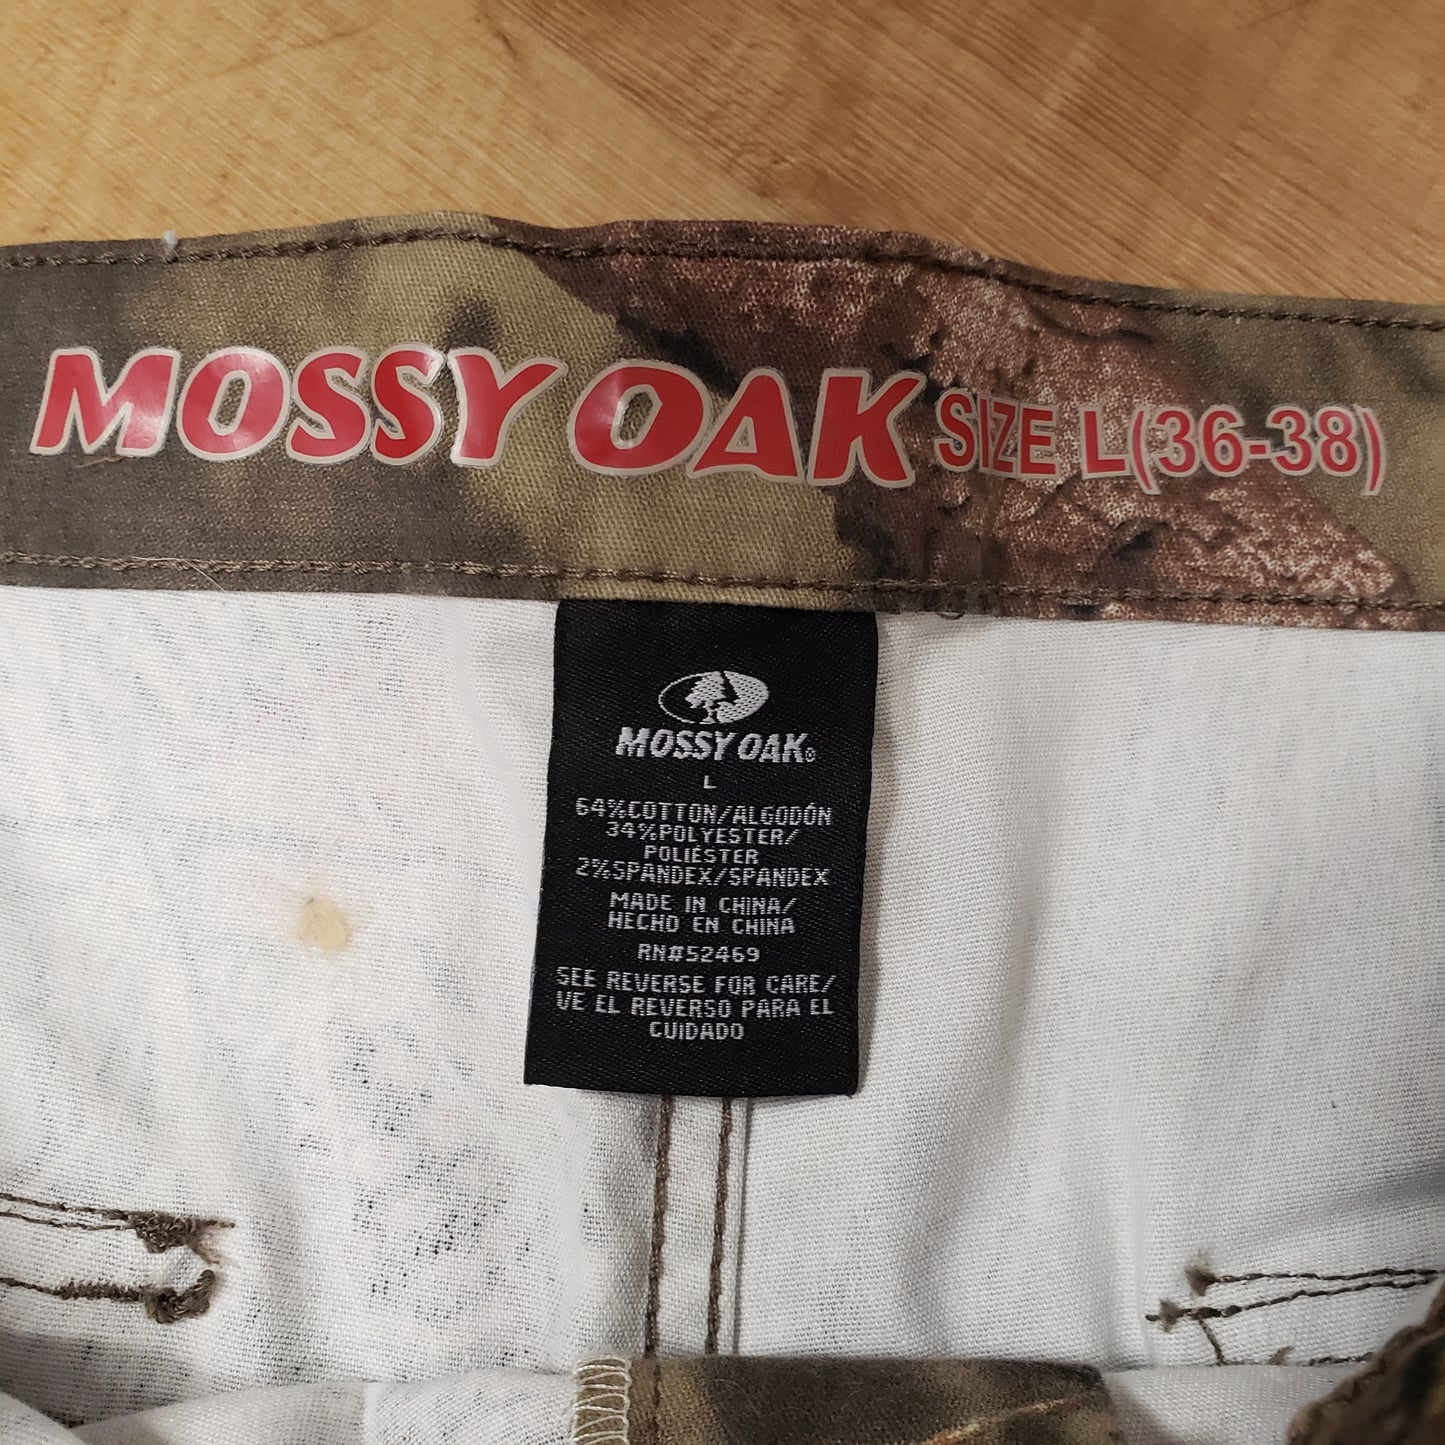 MOSSY OAK SIZE L(36-38)
MOSSY OAK®
L
64%COTTON/ALGODÓN
34%POLYESTER/
POLIÉSTER
2%SPANDEX/SPANDEX
MADE IN CHINA/
HECHO EN CHINA
RN#52469
SEE REVERSE FOR CARE/
VE EL REVERSO PARA EL
CUIDADO